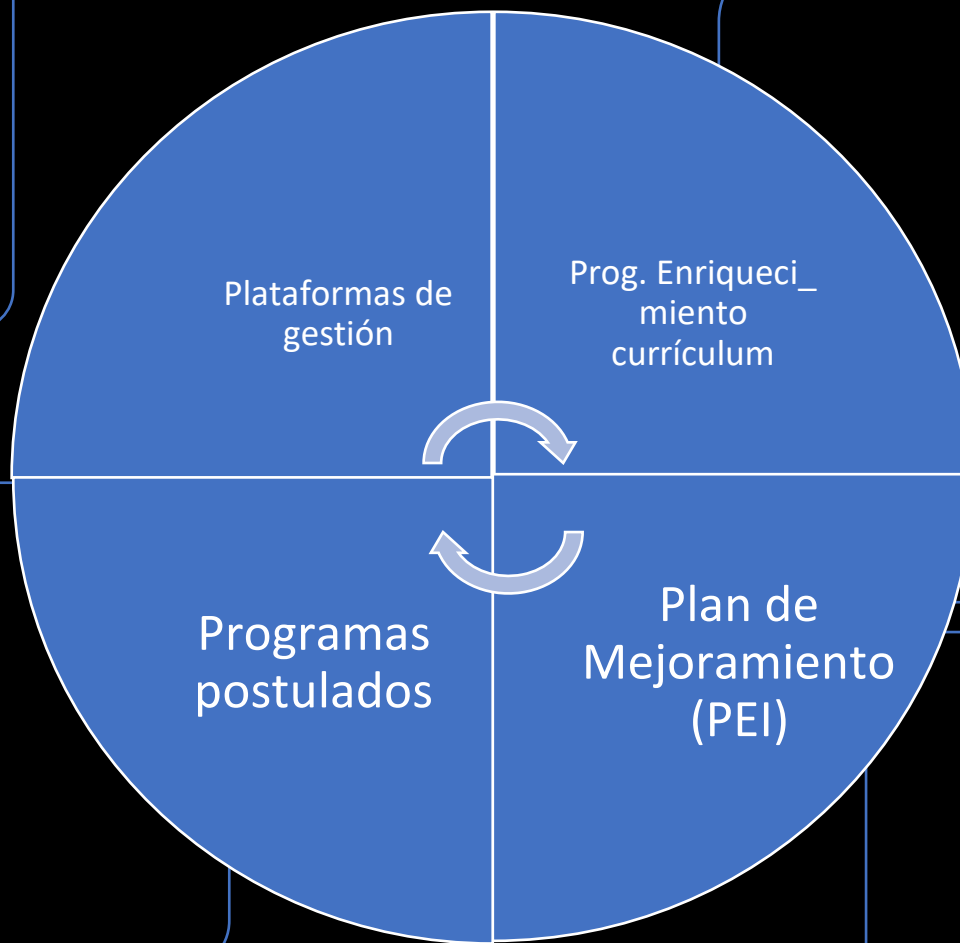 Plataformas de
gestión
Prog. Enriqueci_
miento
currículum
Programas
postulados
Plan de
Mejoramiento
(PEI)